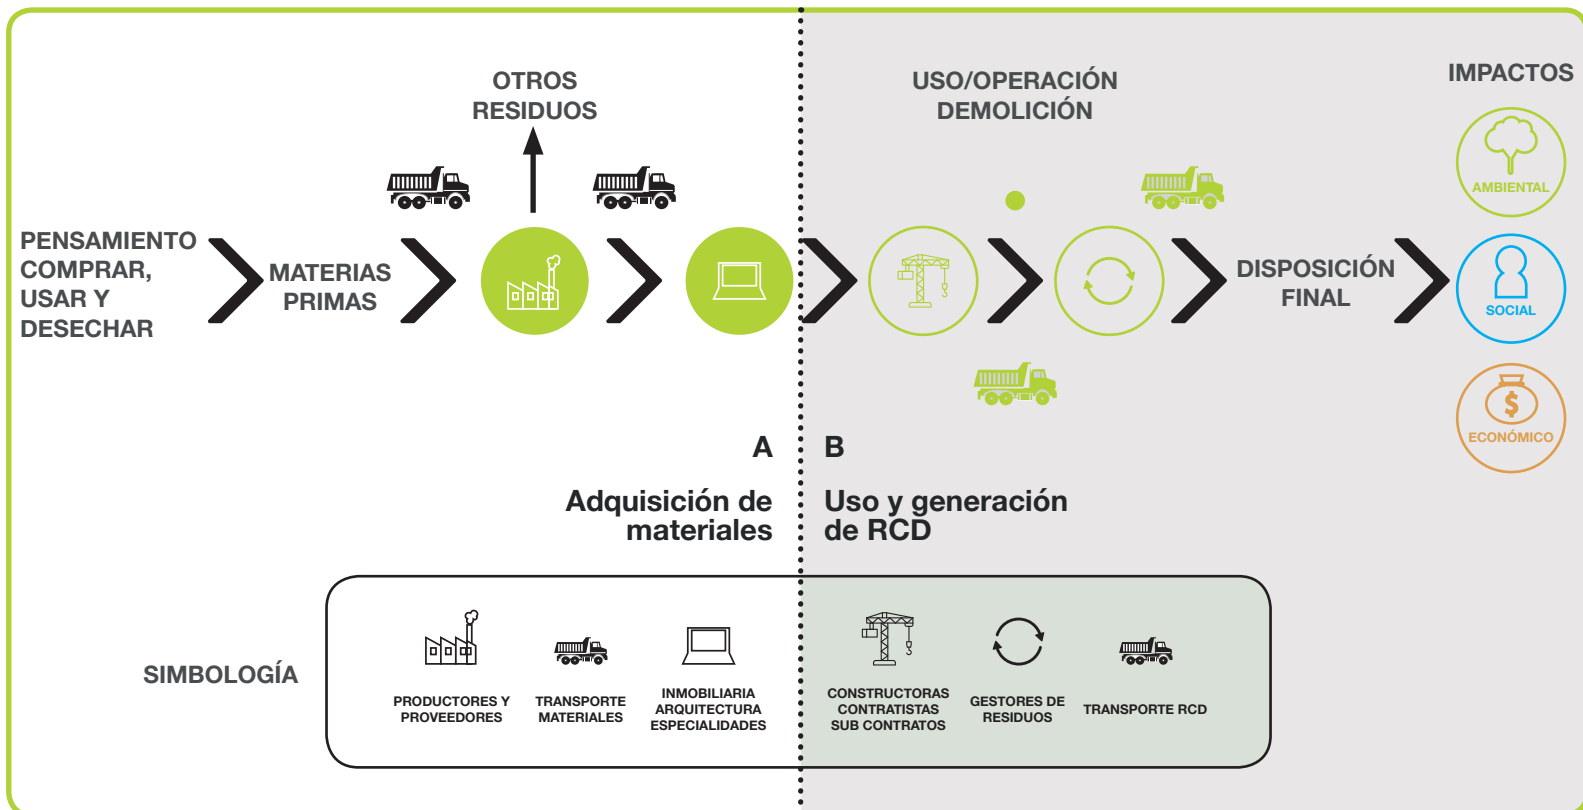 OTROS
RESIDUOS
USO/OPERACIÓN
DEMOLICIÓN
IMPACTOS
PENSAMIENTO
COMPRAR,
USAR Y
DESECHAR
MATERIAS
PRIMAS
DISPOSICIÓN
FINAL
AMBIENTAL
SOCIAL
$
ECONÓMICO
A
Adquisición de
materiales
B
Uso y generación
de RCD
SIMBOLOGÍA
PRODUCTORES Y
PROVEEDORES
TRANSPORTE
MATERIALES
INMOBILIARIA
ARQUITECTURA
ESPECIALIDADES
CONSTRUCTORAS
CONTRATISTAS
SUB CONTRATOS
GESTORES DE
RESIDUOS
TRANSPORTE RCD